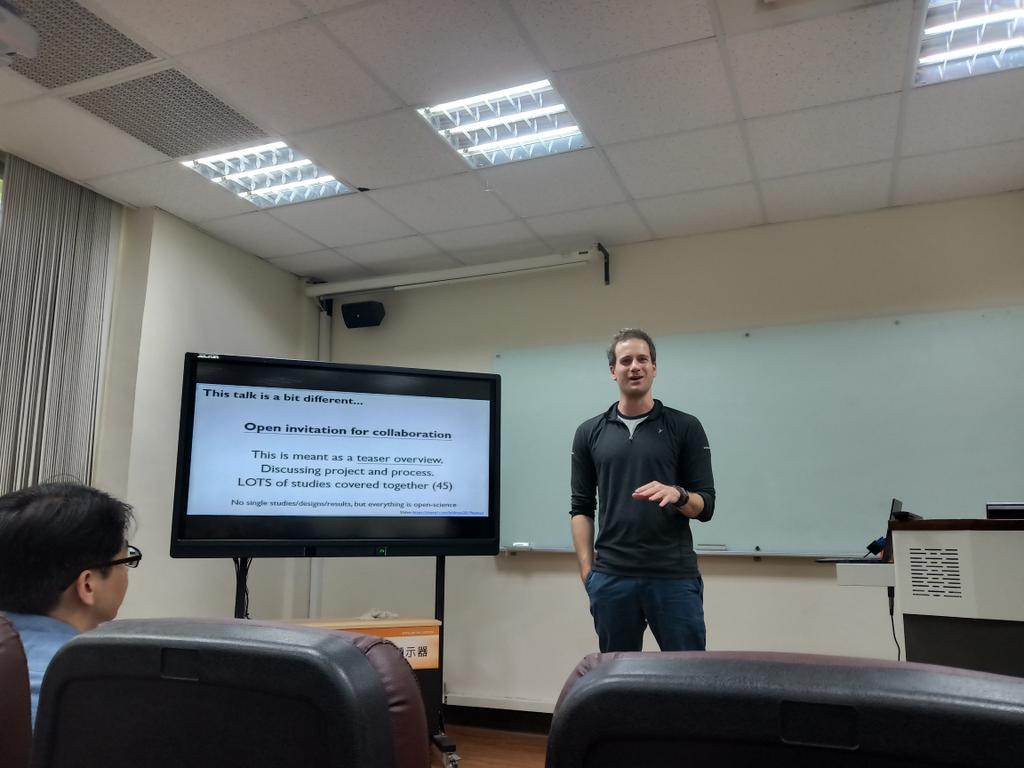 This talk is a bit different...
Open invitation for collaboration
This is meant as a teaser overview.
Discussing project and process.
LOTS of studies covered together (45)
No single studies/designs/results, but everything is open-science
Slides:
示器